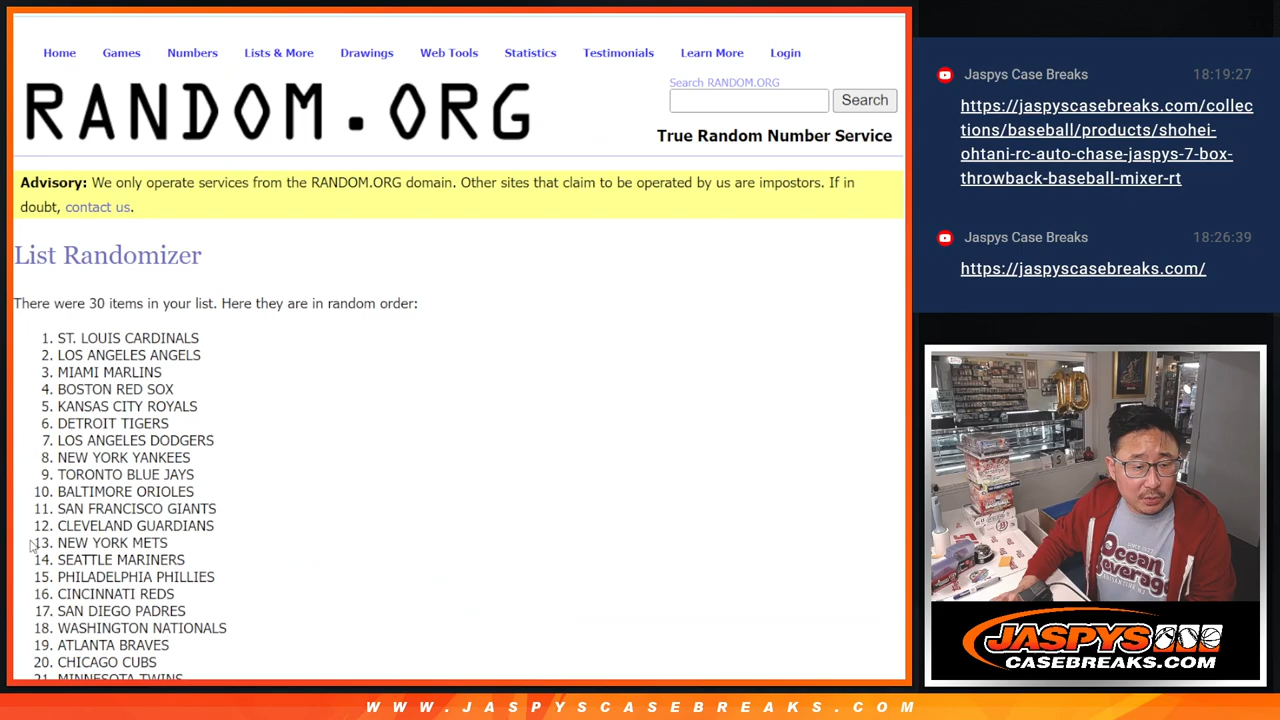 Home Games Numbers Lists & More Drawings Web Tools Statistics Testimonials Learn More Login
RANDOM.ORG
Search RANDOM.ORG
Search
True Random Number Service
Advisory: We only operate services from the RANDOM.ORG domain. Other sites that claim to be operated by us are impostors. If in
doubt, contact us.
List Randomizer
There were 30 items in your list. Here they are in random order:
1. ST. LOUIS CARDINALS
2. LOS ANGELES ANGELS
3. MIAMI MARLINS
4. BOSTON RED SOX
5. KANSAS CITY ROYALS
6. DETROIT TIGERS
7. LOS ANGELES DODGERS
8. NEW YORK YANKEES
9. TORONTO BLUE JAYS
10. BALTIMORE ORIOLES
11. SAN FRANCISCO GIANTS
12. CLEVELAND GUARDIANS
13. NEW YORK METS
14. SEATTLE MARINERS
15. PHILADELPHIA PHILLIES
16. CINCINNATI REDS
17. SAN DIEGO PADRES
18. WASHINGTON NATIONALS
19. ATLANTA BRAVES
20. CHICAGO CUBS
21. MINNESOTA TWINS
Jaspys Case Breaks 18:19:27
https://jaspyscasebreaks.com/collec
tions/baseball/products/shohei-
ohtani-rc-auto-chase-jaspys-7-box-
throwback-baseball-mixer-rt
Jaspys Case Breaks 18:26:39
https://jaspyscasebreaks.com/
10
Ocean
Beverage
JASPYS
CASEBREAKS.COM
WWW.JASPYSCASEBREAKS.COM